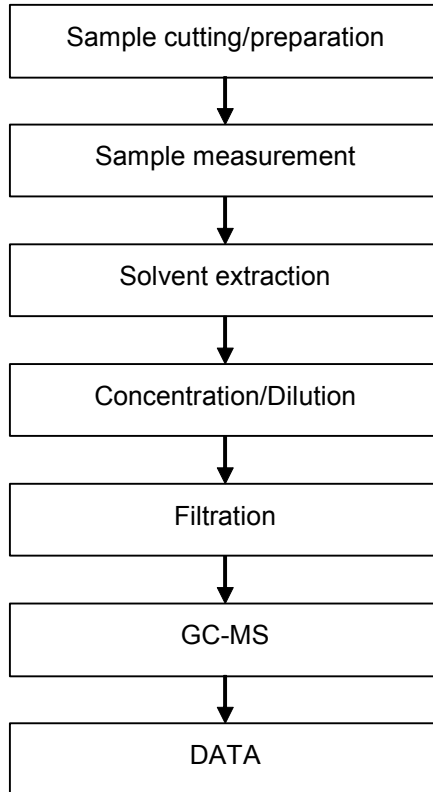 Sample cutting/preparation
Sample measurement
Solvent extraction
Concentration/Dilution
Filtration
GC-MS
DATA